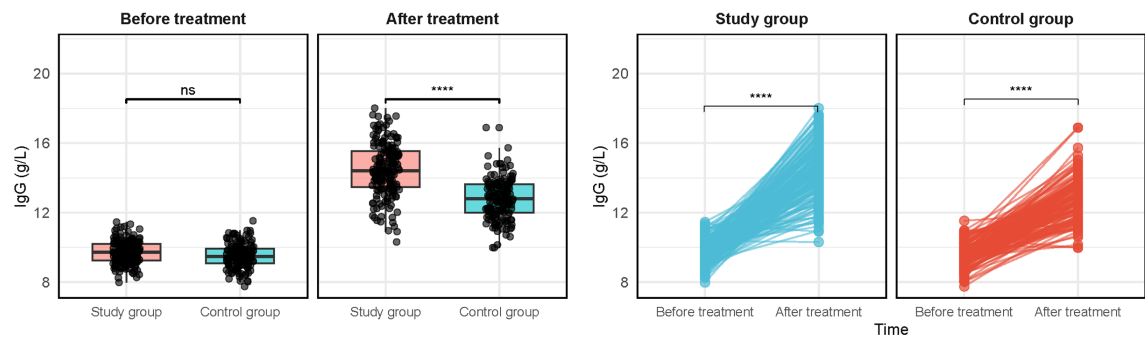 Before treatment
After treatment
Study group
Control group
20
16
12
8
IgG (g/L)
ns
****
Study group
Control group
Study group
Control group
20
16
12
8
IgG (g/L)
****
****
Before treatment
After treatment
Before treatment
After treatment
Time